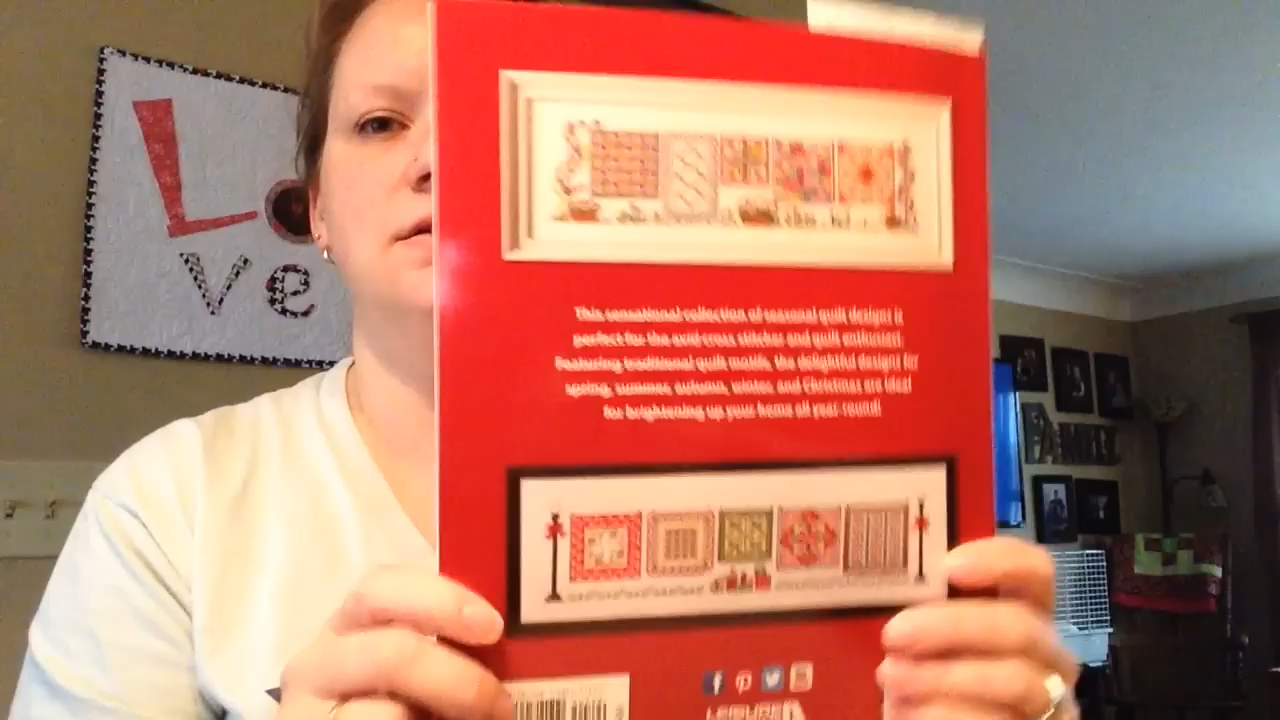 Love
This sensational collection of seasonal quilt designs is
perfect for the avid cross stitcher and quilt enthusiast.
Featuring traditional quilt motifs, the delightful designs for
spring, summer, autumn, winter, and Christmas are ideal
for brightening up your home all year round!
FAMILY
LEISURE